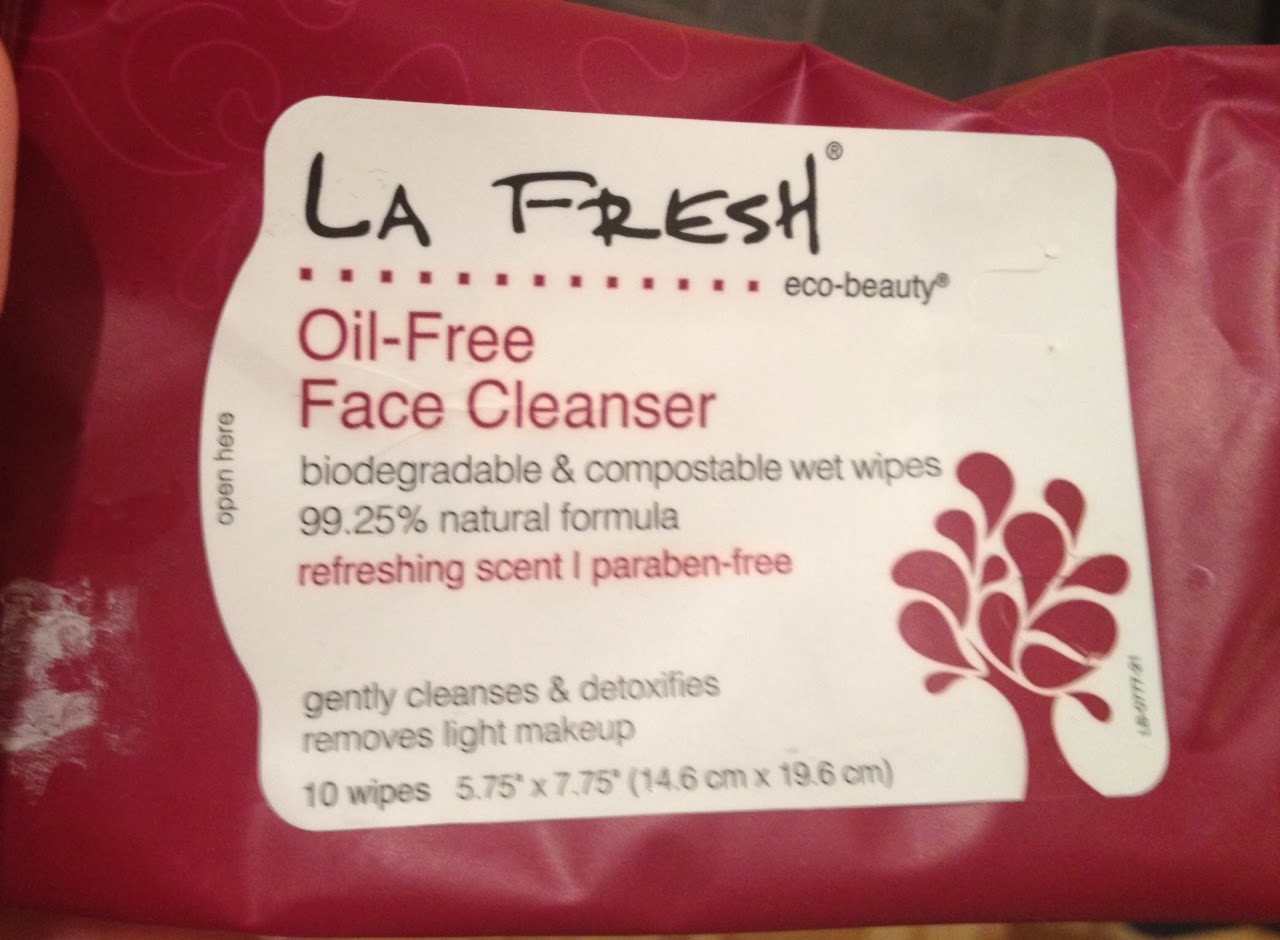 LA FRESH®
eco-beauty®
Oil-Free
Face Cleanser
open here
biodegradable & compostable wet wipes
99.25% natural formula
refreshing scent I paraben-free
gently cleanses & detoxifies
removes light makeup
10 wipes 5.75" x 7.75" (14.6 cm x 19.6 cm)